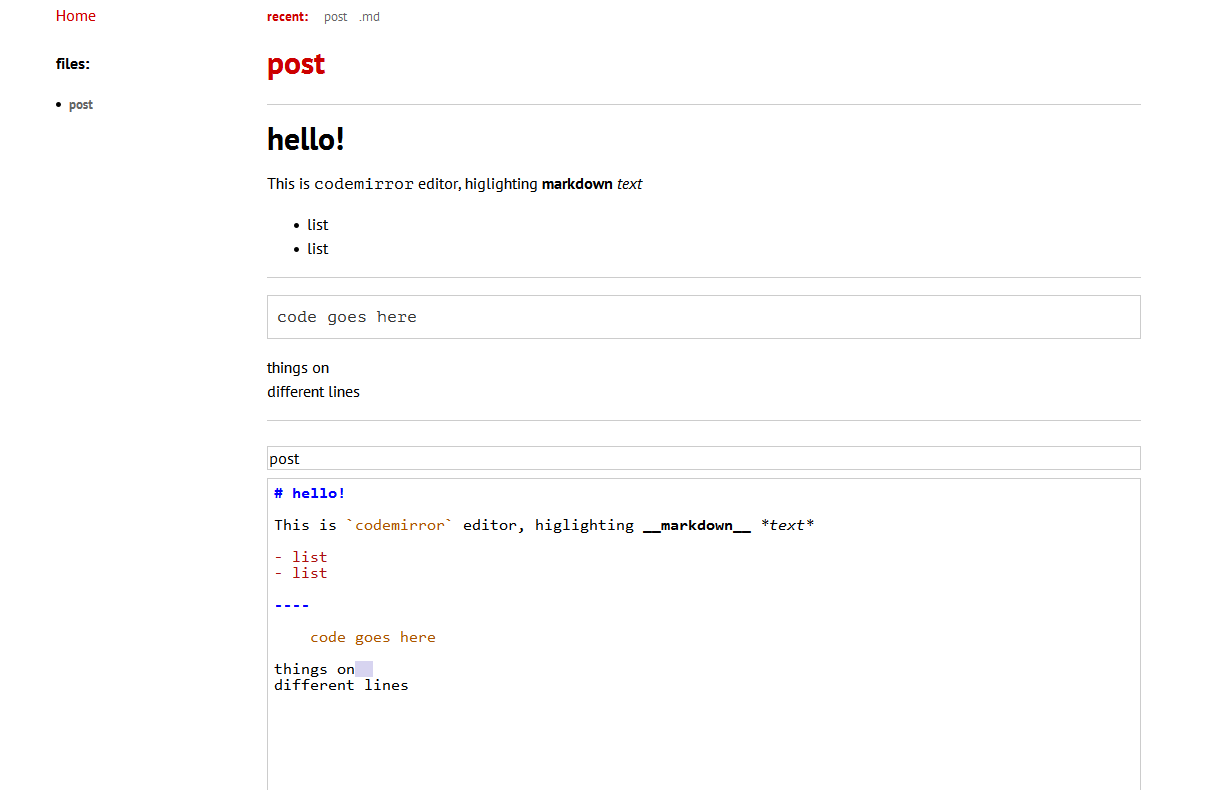 Home
recent: post .md
files:
• post
post
hello!
This is codemirror editor, higlighting markdown text
• list
• list
code goes here
things on
different lines
post
# hello!
This is `codemirror` editor, higlighting __markdown__ *text*
- list
- list
----
code goes here
things on
different lines